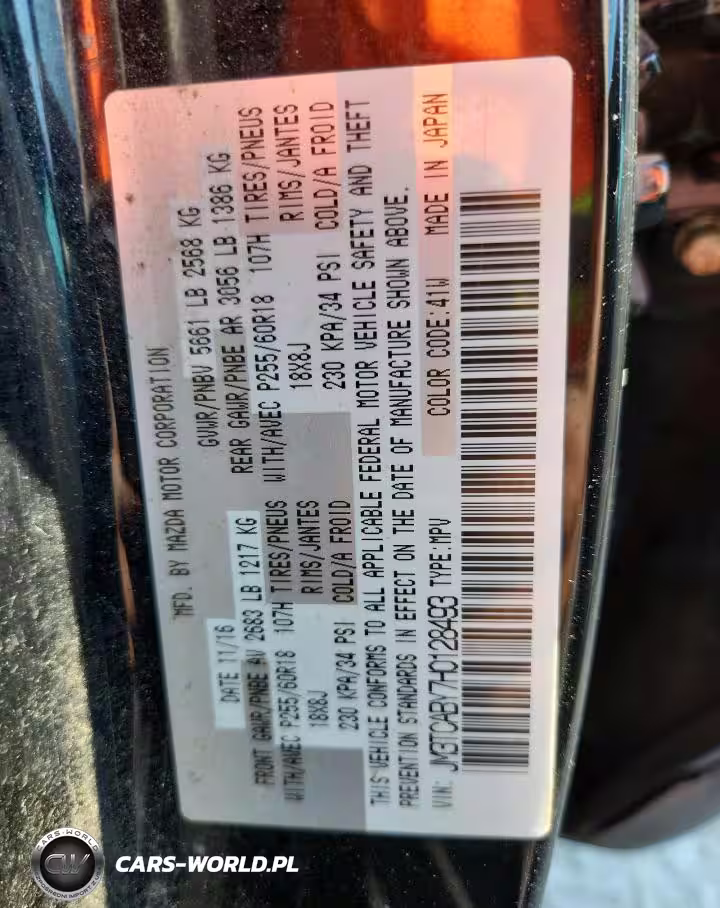 MFD. BY MAZDA MOTOR CORPORATION
DATE 11/16 GVWR/PNBV 5661 LB 2568 KG
FRONT GAWR/PNBE AV 2683 LB 1217 KG REAR GAWR/PNBE AR 3056 LB 1386 KG
WITH/AVEC P255/60R18 107H TIRES/PNEUS WITH/AVEC P255/60R18 107H TIRES/PNEUS
18X8J RIMS/JANTES 18X8J RIMS/JANTES
230 KPA/34 PSI COLD/A FROID 230 KPA/34 PSI COLD/A FROID
THIS VEHICLE CONFORMS TO ALL APPLICABLE FEDERAL MOTOR VEHICLE SAFETY AND THEFT
PREVENTION STANDARDS IN EFFECT ON THE DATE OF MANUFACTURE SHOWN ABOVE.
VIN: JM3TCABY7H0128493 TYPE:MPV COLOR CODE:41W MADE IN JAPAN
CARS-WORLD
CW
CARS-WORLD.PL